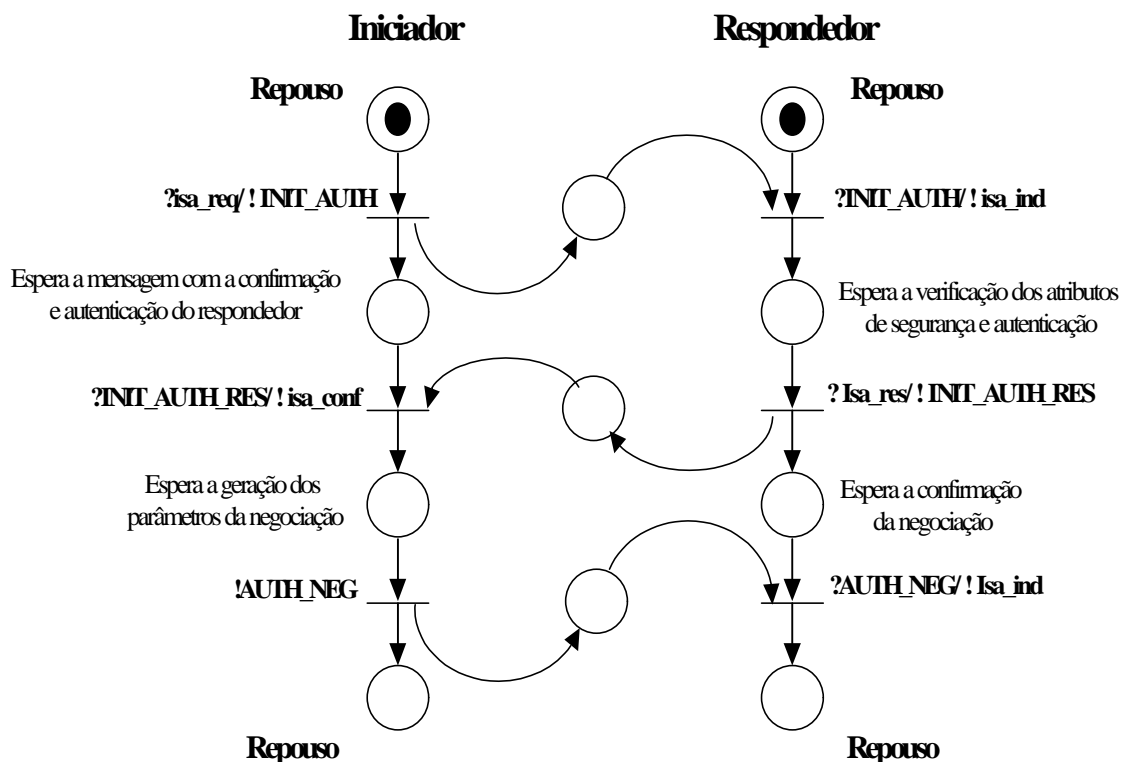 Iniciador Respondedor
Repouso Repouso
?isa_req/ ! INIT_AUTH ?INIT_AUTH/ ! isa_ind
Espera a mensagem com a confirmação
e autenticação do respondedor
Espera a verificação dos atributos
de segurança e autenticação
?INIT_AUTH_RES/ ! isa_conf ? Isa_res/ ! INIT_AUTH_RES
Espera a geração dos
parâmetros da negociação
Espera a confirmação
da negociação
!AUTH_NEG ?AUTH_NEG/ ! Isa_ind
Repouso Repouso